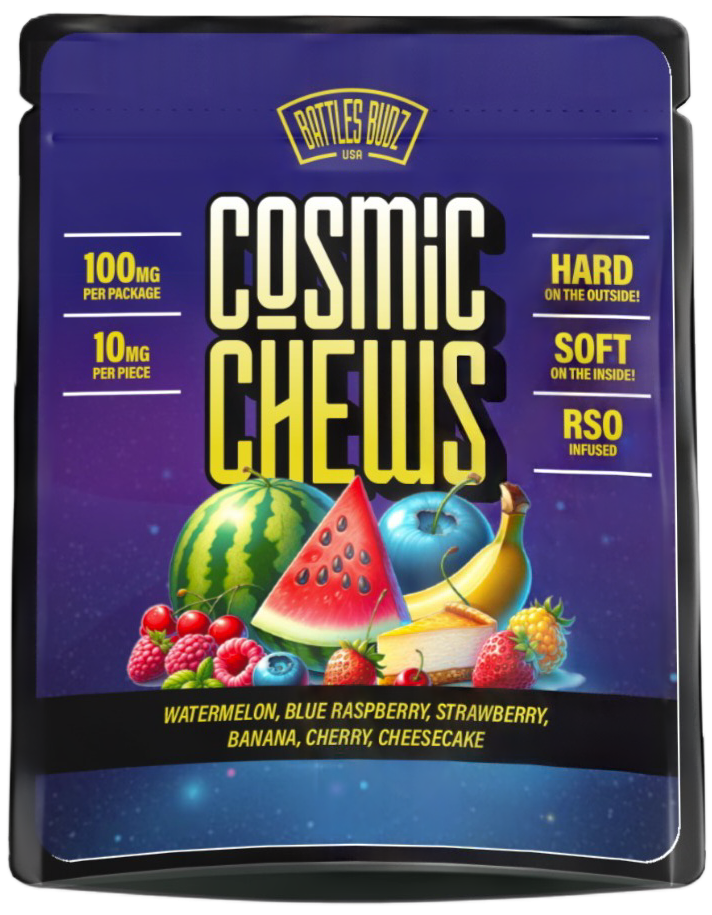 BATTLES BUDZ
USA
COSMiC
CHEWS
100MG
PER PACKAGE
10MG
PER PIECE
HARD
ON THE OUTSIDE!
SOFT
ON THE INSIDE!
RSO
INFUSED
WATERMELON, BLUE RASPBERRY, STRAWBERRY,
BANANA, CHERRY, CHEESECAKE